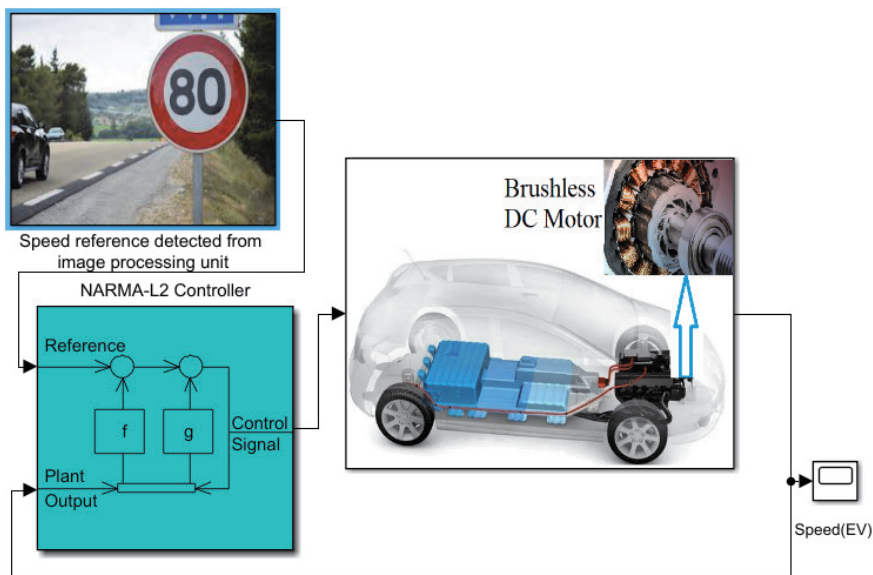 80
Speed reference detected from
image processing unit
NARMA-L2 Controller
Reference
f
g
Control
Signal
Plant
Output
Brushless
DC Motor
Speed(EV)